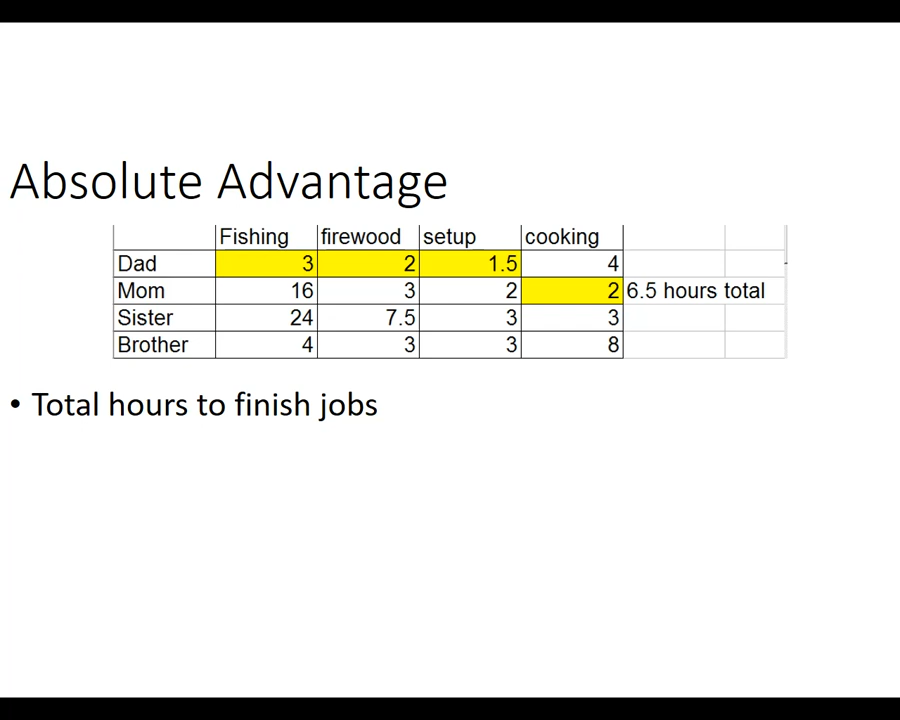 Absolute Advantage
Fishing firewood setup cooking
Dad 3 2 1.5 4
Mom 16 3 2 2 6.5 hours total
Sister 24 7.5 3 3
Brother 4 3 3 8
• Total hours to finish jobs